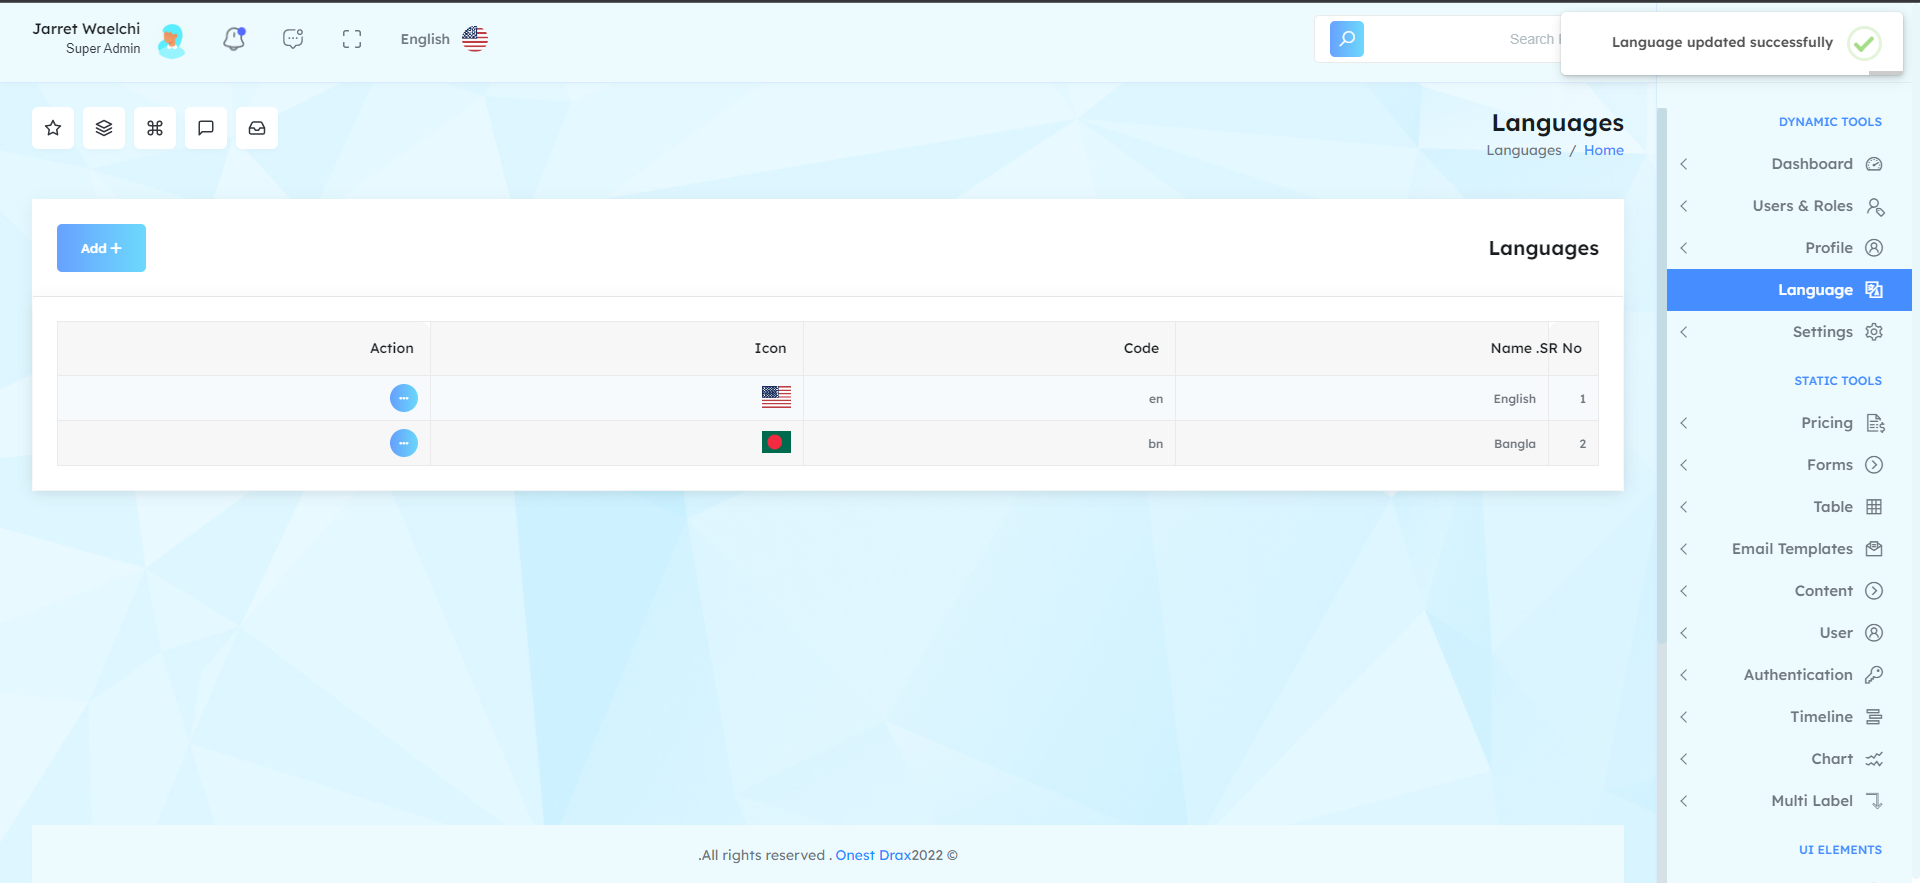 Jarret Waelchi
Super Admin
English
Search
Language updated successfully
Languages
Languages / Home
Add +
Languages
Action Icon Code Name .SR No
en English 1
bn Bangla 2
.All rights reserved . Onest Drax2022 ©
DYNAMIC TOOLS
Dashboard
Users & Roles
Profile
Language
Settings
STATIC TOOLS
Pricing
Forms
Table
Email Templates
Content
User
Authentication
Timeline
Chart
Multi Label
UI ELEMENTS